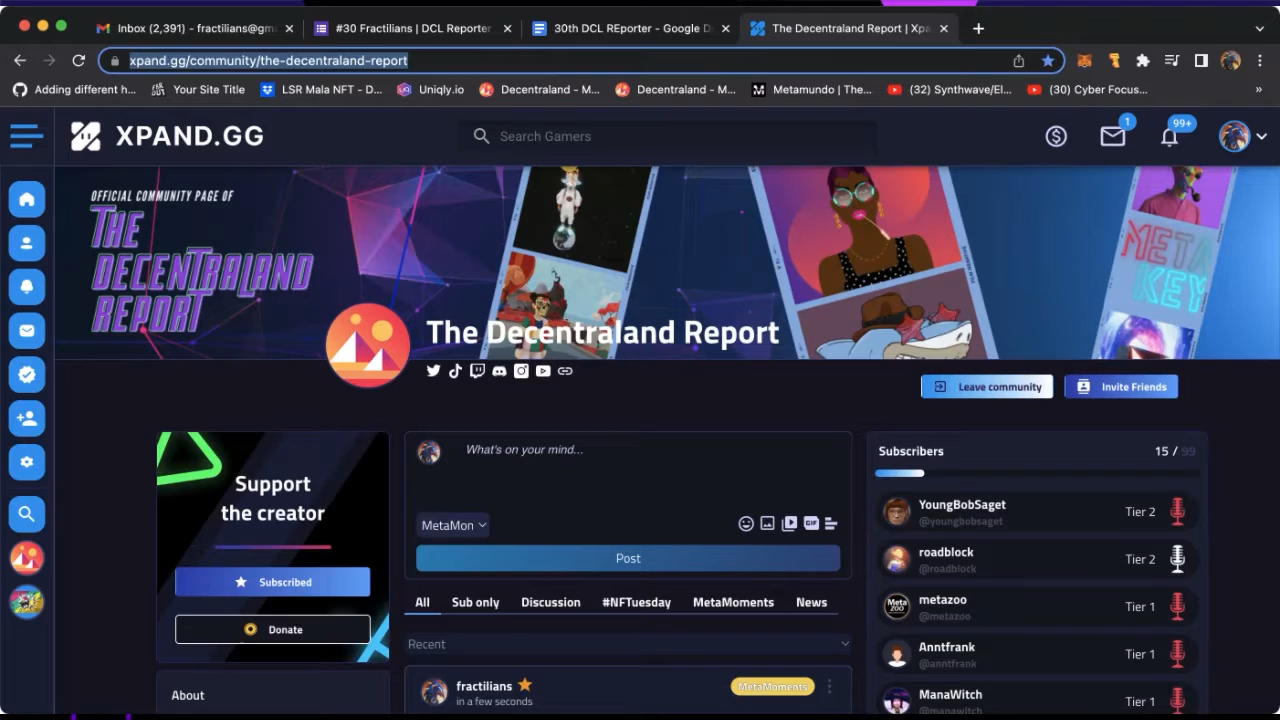 Inbox (2,391) - fractilians@gm
#30 Fractilians | DCL Reporter
30th DCL REporter - Google D
The Decentraland Report | Xpa
xpand.gg/community/the-decentraland-report
Adding different h...
Your Site Title
LSR Mala NFT - D...
Uniqly.io
Decentraland - M...
Decentraland - M...
Metamundo | The...
(32) Synthwave/El...
(30) Cyber Focus...
»
XPAND.GG
Search Gamers
1
99+
OFFICIAL COMMUNITY PAGE OF
THE
DECENTRALAND
REPORT
META
KEY
The Decentraland Report
Leave community
Invite Friends
Support
the creator
Subscribed
Donate
About
What's on your mind...
MetaMon
GIF
Post
All
Sub only
Discussion
#NFTuesday
MetaMoments
News
Recent
fractilians
in a few seconds
MetaMoments
Subscribers
15 / 99
YoungBobSaget
@youngbobsaget
Tier 2
roadblock
@roadblock
Tier 2
Meta
ZOO
metazoo
@metazoo
Tier 1
Anntfrank
@anntfrank
Tier 1
ManaWitch
@manawitch
Tier 1